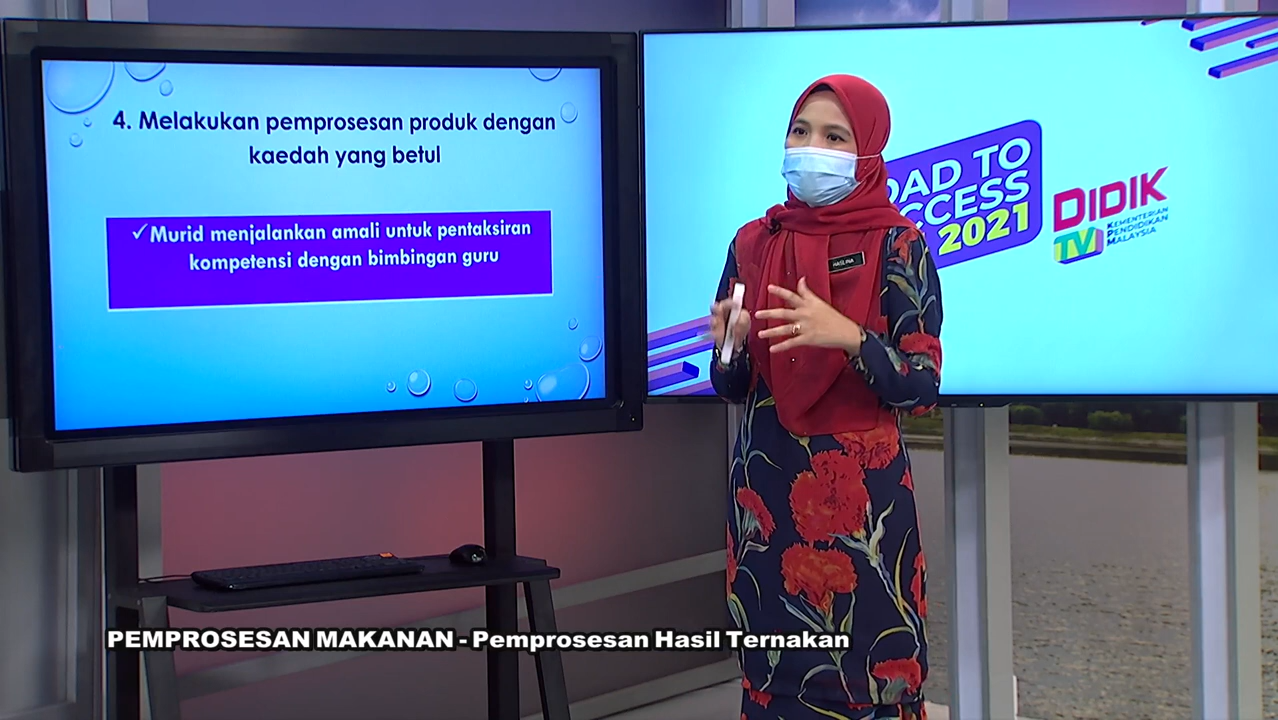 4. Melakukan pemprosesan produk dengan
kaedah yang betul
✓Murid menjalankan amali untuk pentaksiran
kompetensi dengan bimbingan guru
OAD TO
CCESS
2021
DIDIK
TV
KEMENTERIAN
PENDIDIKAN
MALAYSIA
HASLINA
PEMPROSESAN MAKANAN - Pemprosesan Hasil Ternakan